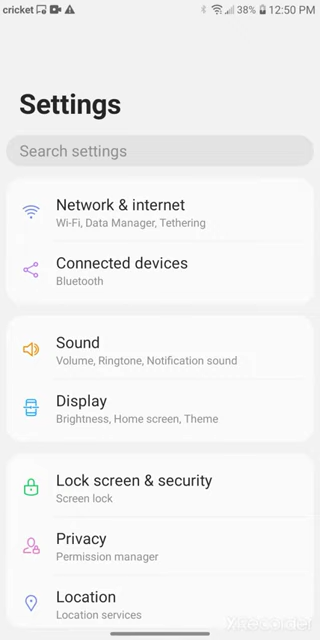 cricket 38% 12:50 PM
Settings
Search settings
Network & internet
Wi-Fi, Data Manager, Tethering
Connected devices
Bluetooth
Sound
Volume, Ringtone, Notification sound
Display
Brightness, Home screen, Theme
Lock screen & security
Screen lock
Privacy
Permission manager
Location
Location services
XRecorder